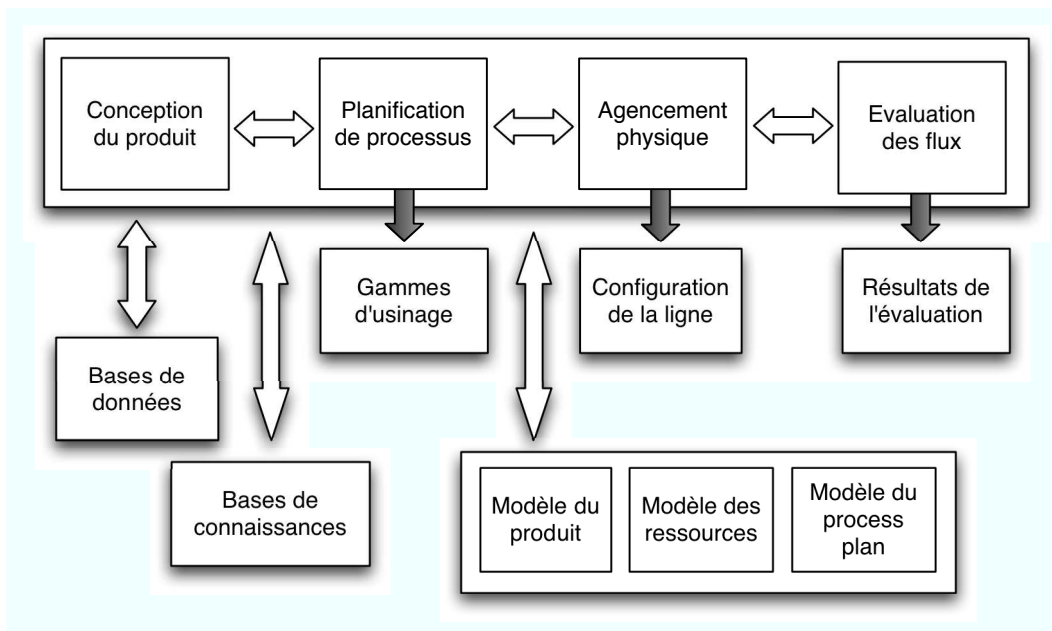 Conception
du produit
Planification
de processus
Agencement
physique
Evaluation
des flux
Gammes
d'usinage
Configuration
de la ligne
Résultats de
l'évaluation
Bases de
données
Bases de
connaissances
Modèle du
produit
Modèle des
ressources
Modèle du
process
plan